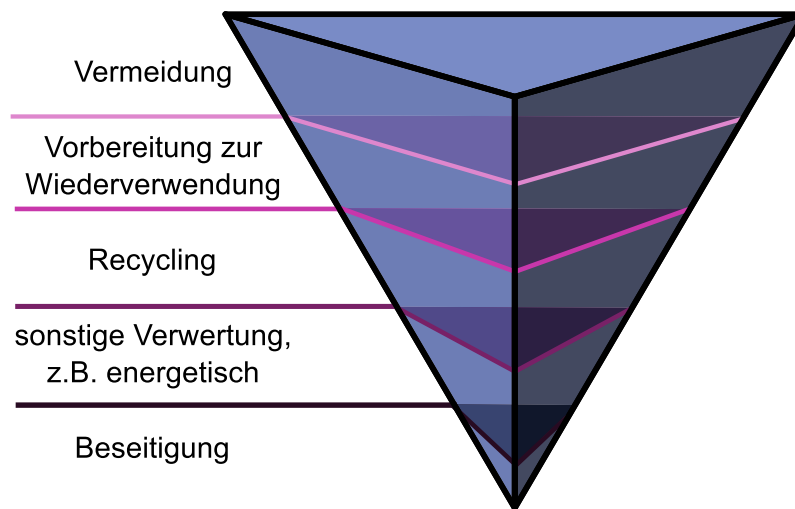 Vermeidung
Vorbereitung zur
Wiederverwendung
Recycling
sonstige Verwertung,
z.B. energetisch
Beseitigung